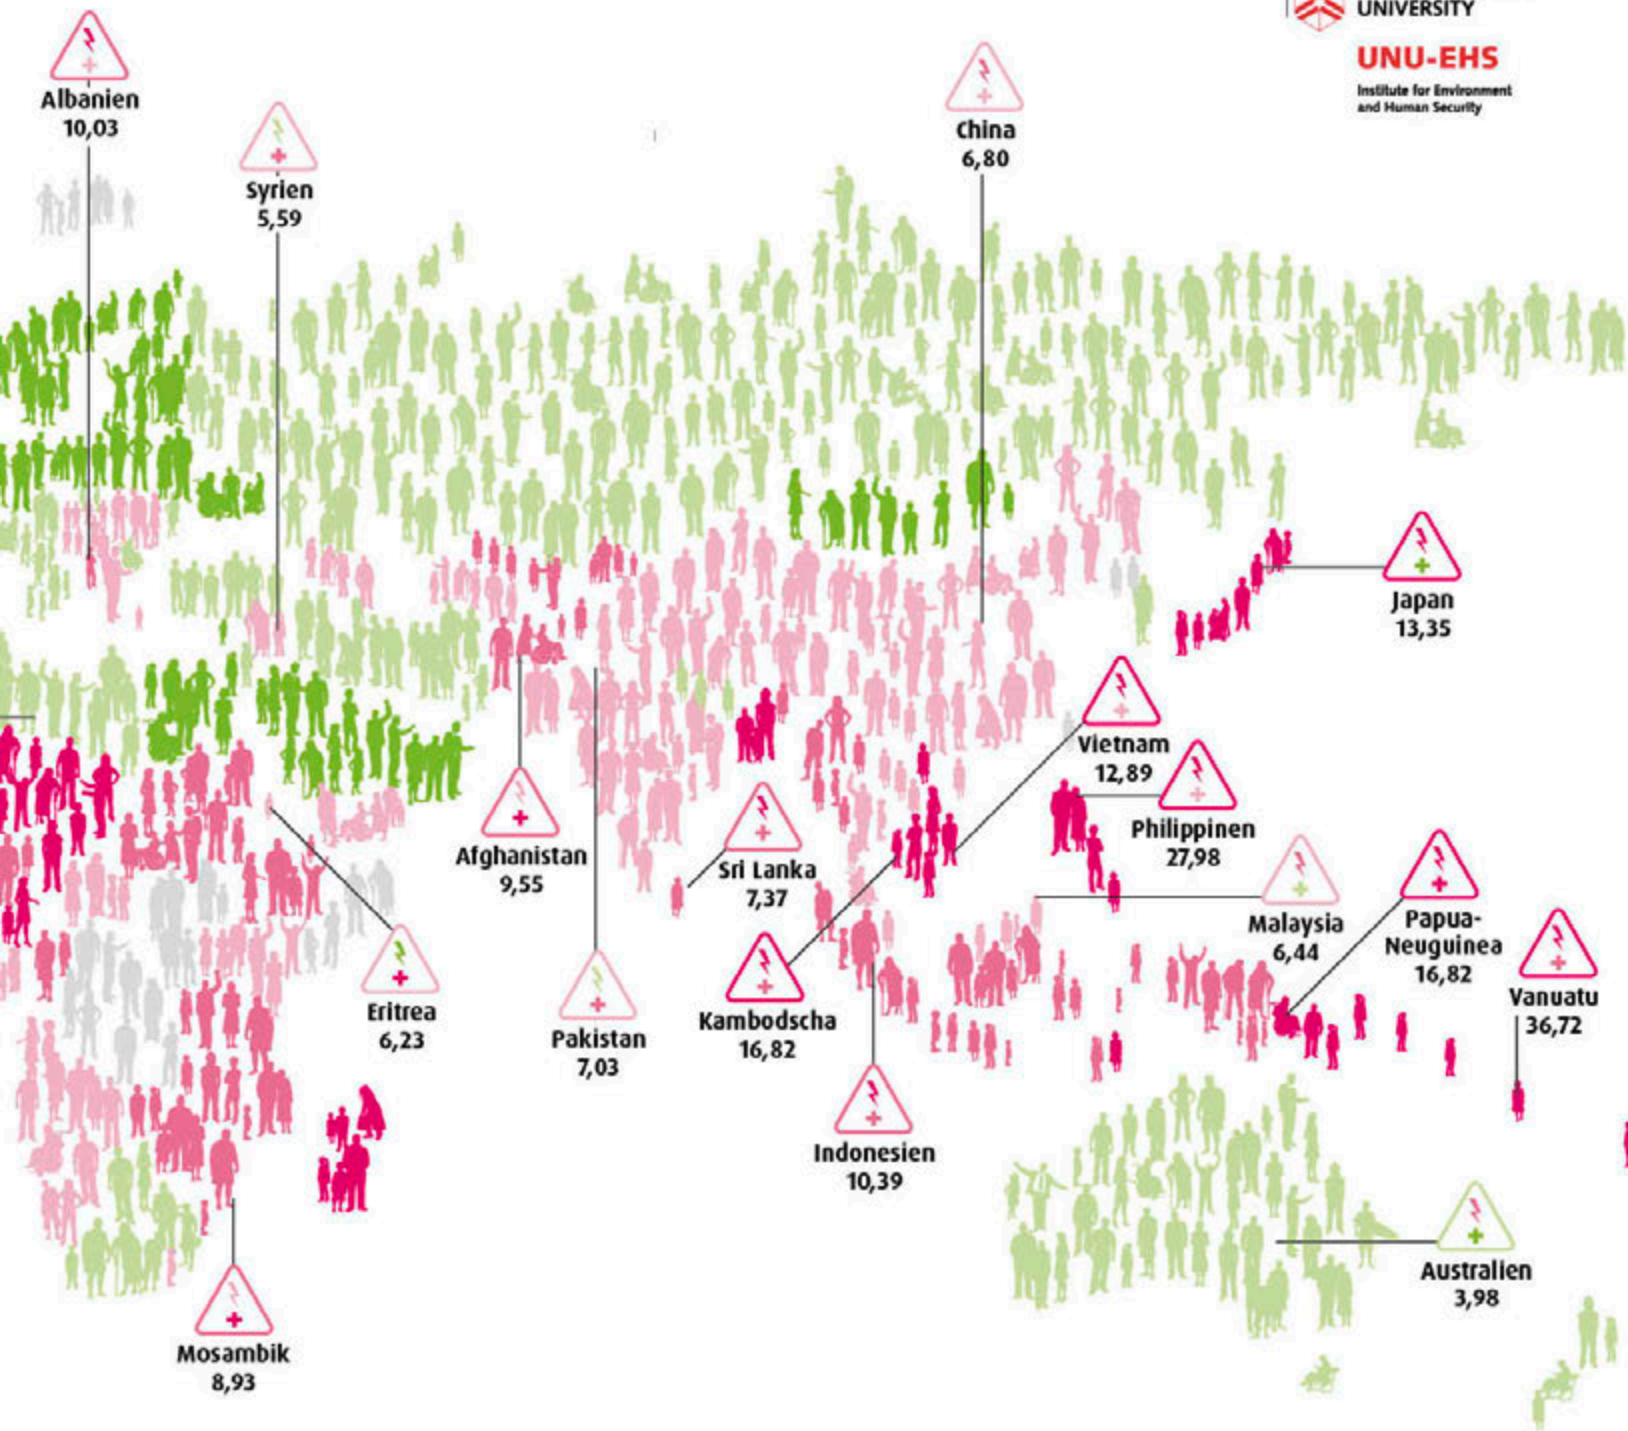 UNIVERSITY
UNU-EHS
Institute for Environment
and Human Security
Albanien
10,03
Syrien
5,59
China
6,80
Japan
13,35
Vietnam
12,89
Philippinen
27,98
Afghanistan
9,55
Sri Lanka
7,37
Malaysia
6,44
Papua-
Neuguinea
16,82
Vanuatu
36,72
Eritrea
6,23
Pakistan
7,03
Kambodscha
16,82
Indonesien
10,39
Australien
3,98
Mosambik
8,93